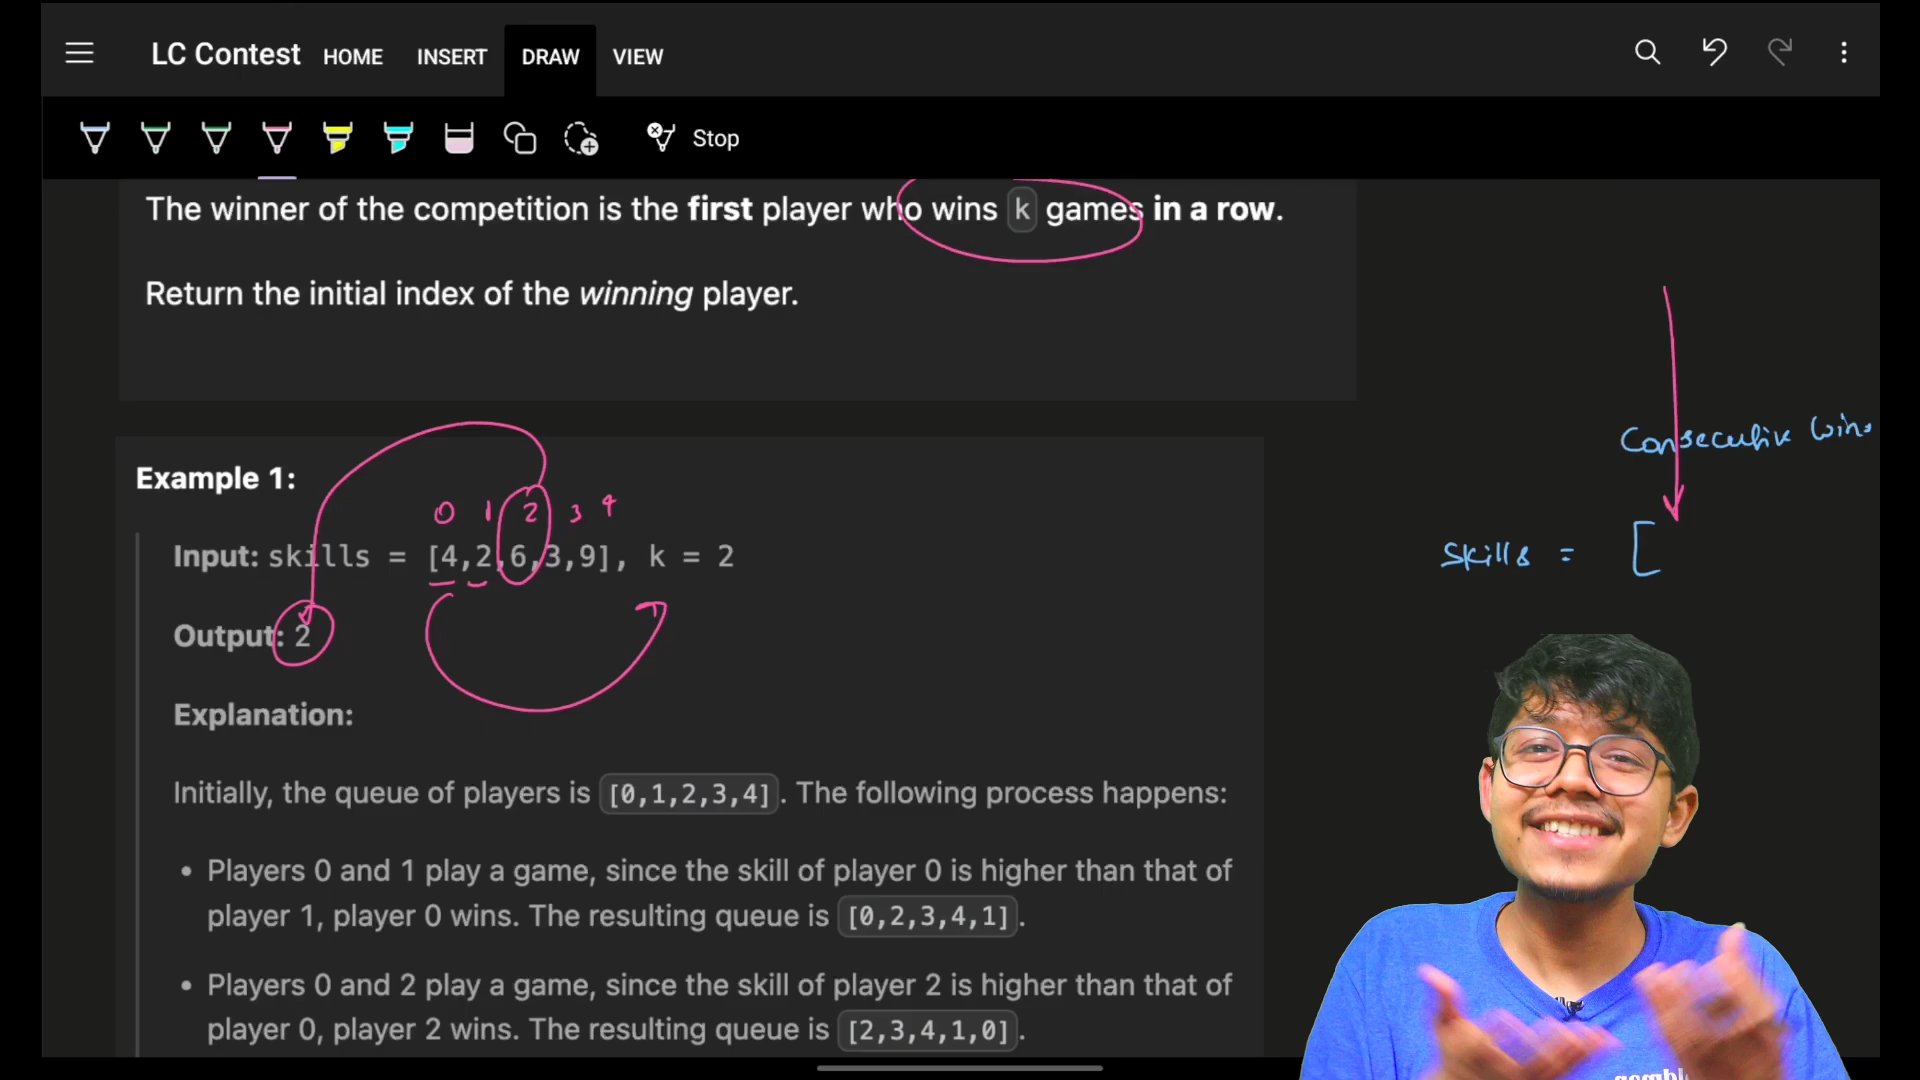 LC Contest HOME INSERT DRAW VIEW
Stop
The winner of the competition is the first player who wins k games in a row.
Return the initial index of the winning player.
Consecutive wins
Example 1:
0 1 2 3 4
Input: skills = [4,2,6,3,9], k = 2
skills = [
Output: 2
Explanation:
Initially, the queue of players is [0,1,2,3,4]. The following process happens:
• Players 0 and 1 play a game, since the skill of player 0 is higher than that of
player 1, player 0 wins. The resulting queue is [0,2,3,4,1].
• Players 0 and 2 play a game, since the skill of player 2 is higher than that of
player 0, player 2 wins. The resulting queue is [2,3,4,1,0].